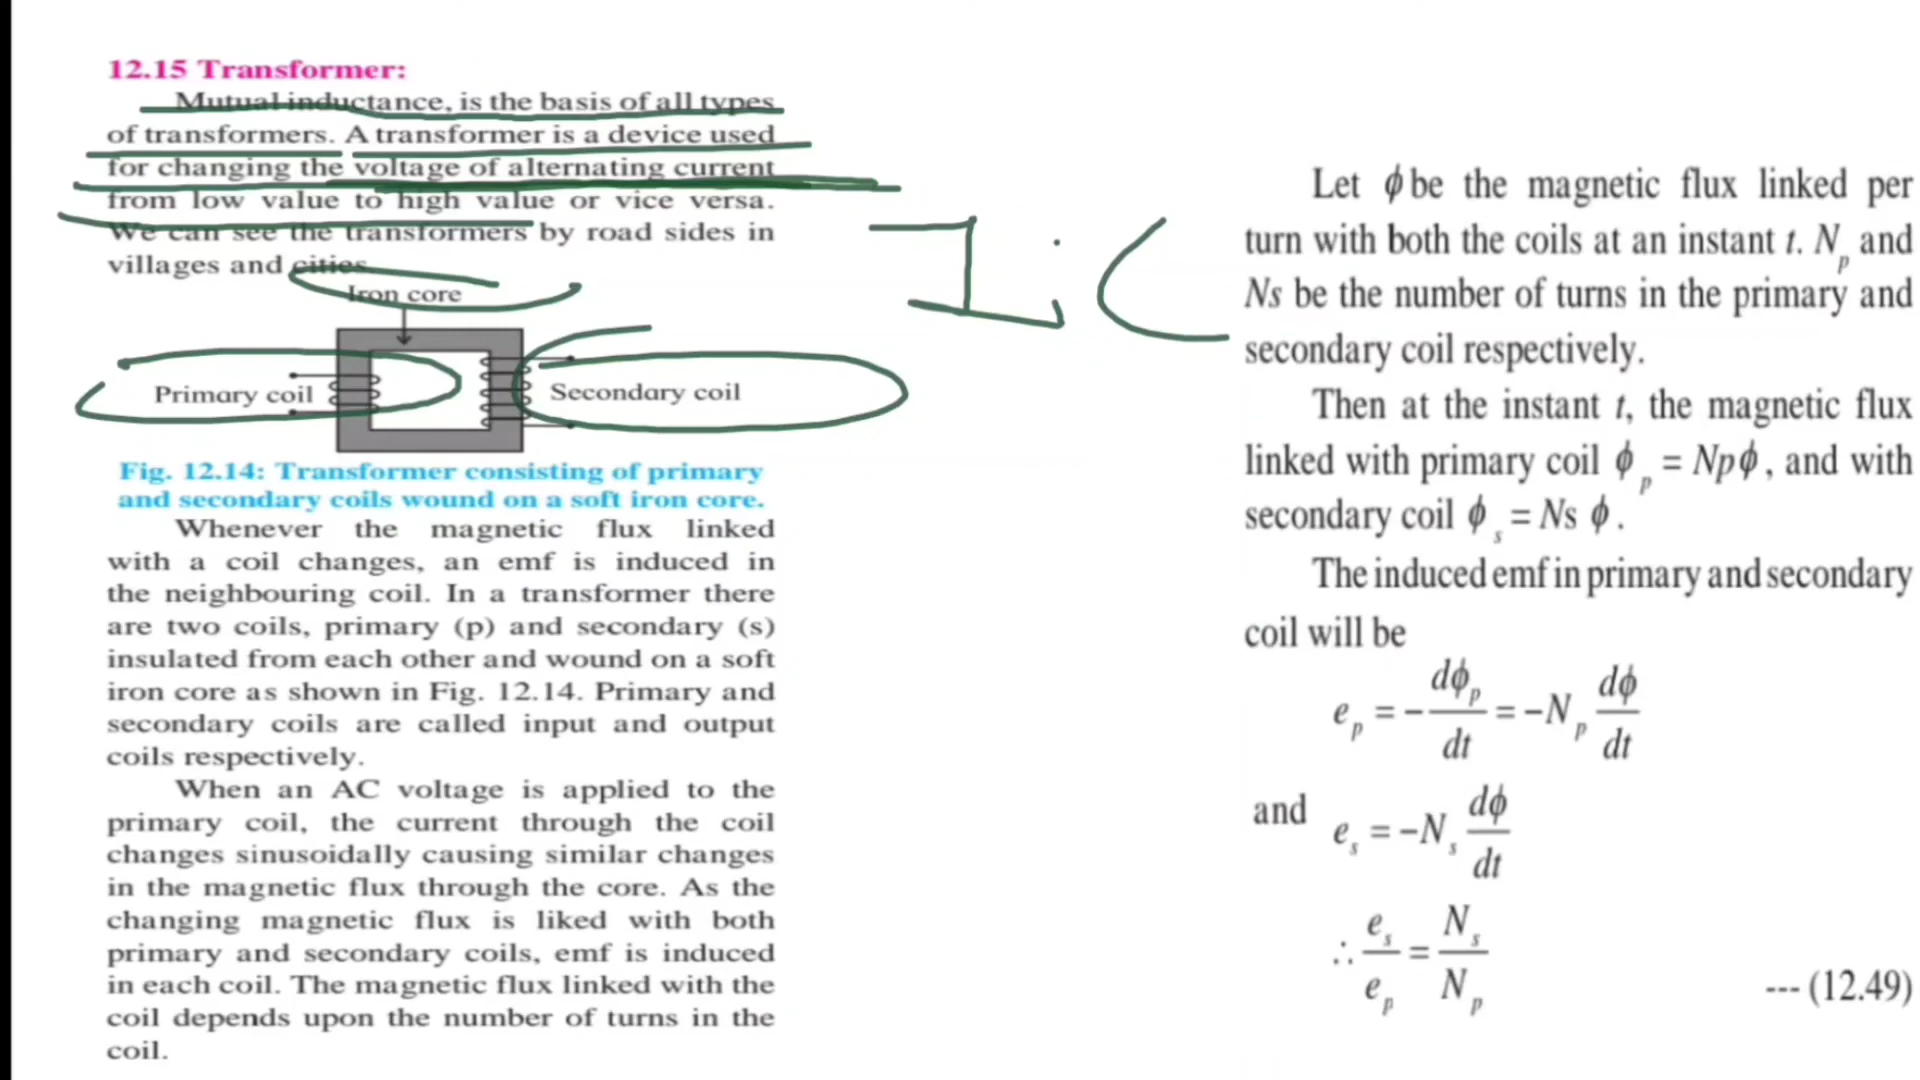 12.15 Transformer:
Mutual inductance, is the basis of all types
of transformers. A transformer is a device used
for changing the voltage of alternating current
from low value to high value or vice versa.
We can see the transformers by road sides in
villages and cities.
Iron core
Primary coil
Secondary coil
Fig. 12.14: Transformer consisting of primary
and secondary coils wound on a soft iron core.
Whenever the magnetic flux linked
with a coil changes, an emf is induced in
the neighbouring coil. In a transformer there
are two coils, primary (p) and secondary (s)
insulated from each other and wound on a soft
iron core as shown in Fig. 12.14. Primary and
secondary coils are called input and output
coils respectively.
When an AC voltage is applied to the
primary coil, the current through the coil
changes sinusoidally causing similar changes
in the magnetic flux through the core. As the
changing magnetic flux is liked with both
primary and secondary coils, emf is induced
in each coil. The magnetic flux linked with the
coil depends upon the number of turns in the
coil.
I.C
Let ϕ be the magnetic flux linked per
turn with both the coils at an instant t. N_p and
Ns be the number of turns in the primary and
secondary coil respectively.
Then at the instant t, the magnetic flux
linked with primary coil ϕ_p = Npϕ, and with
secondary coil ϕ_s = Ns ϕ.
The induced emf in primary and secondary
coil will be
e_p = -dϕ_p/dt = -N_p dϕ/dt
and e_s = -N_s dϕ/dt
∴ e_s/e_p = N_s/N_p --- (12.49)